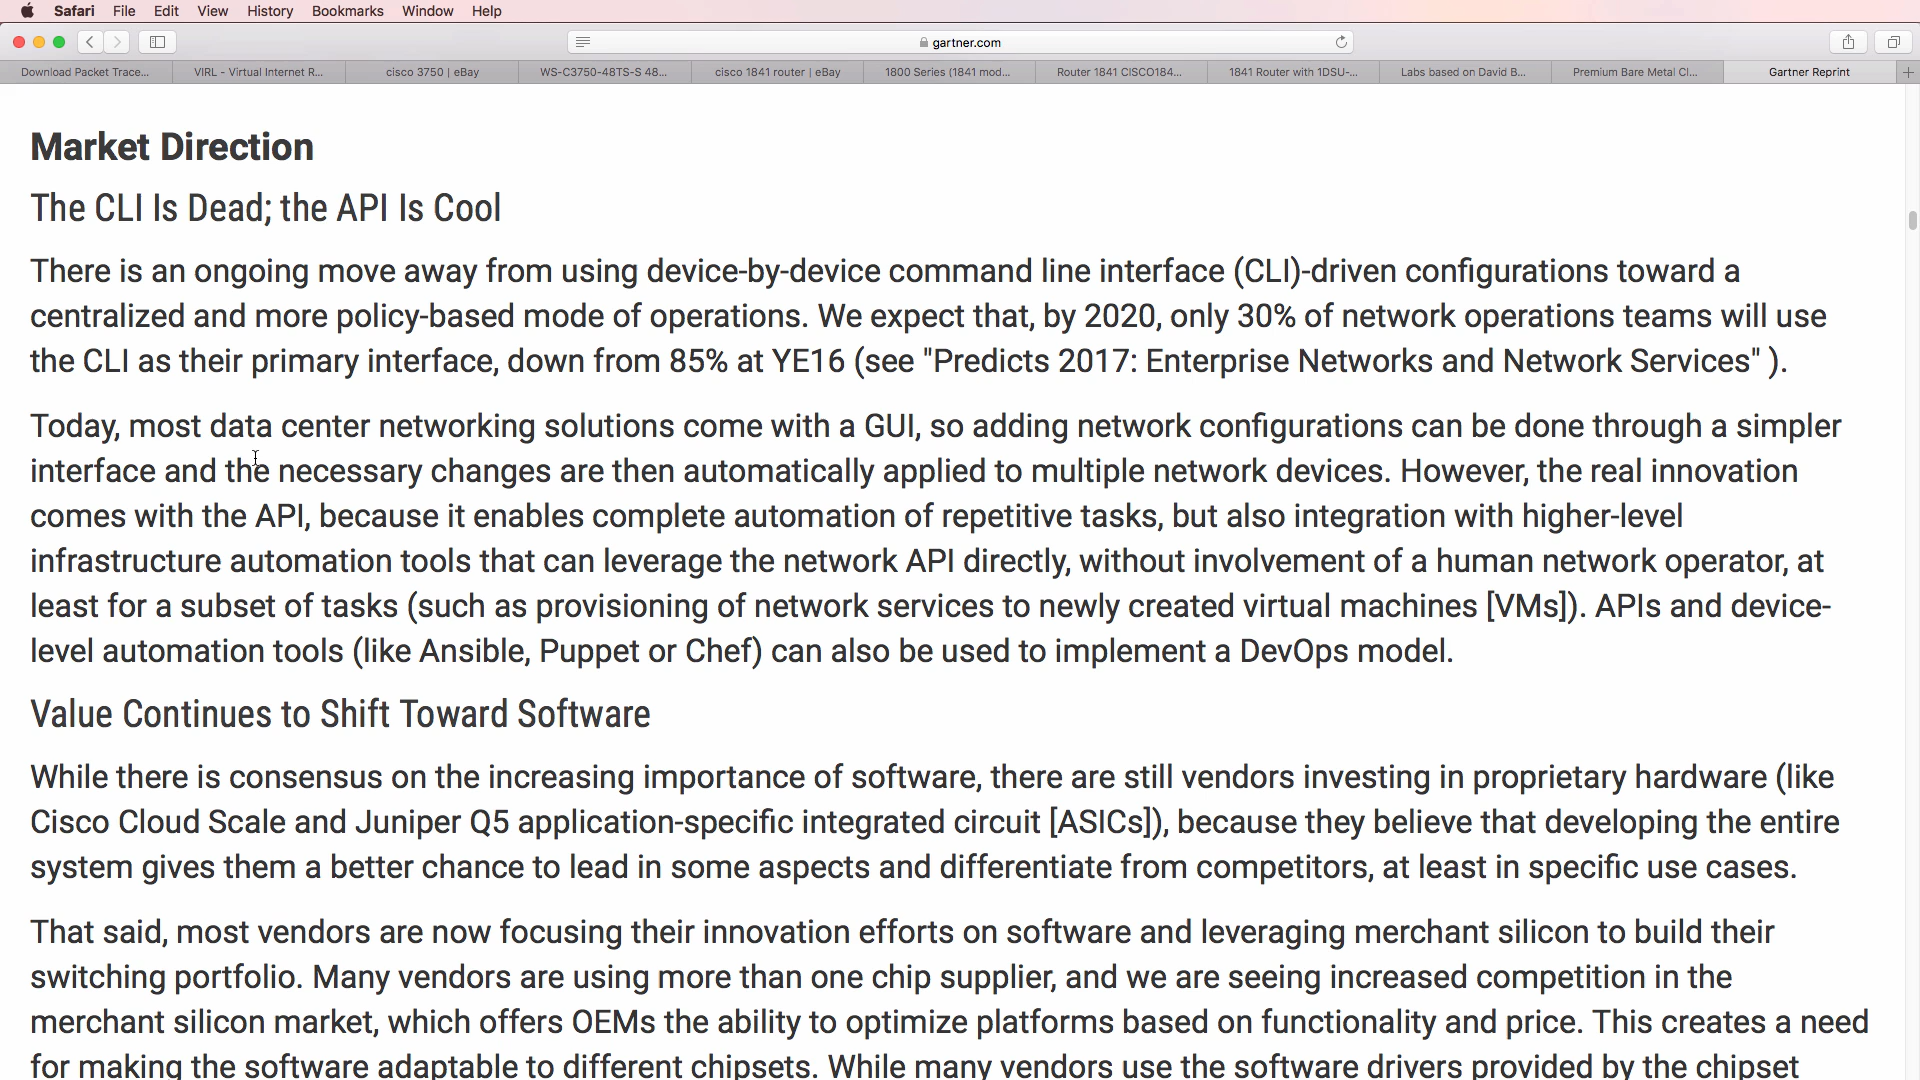 Safari File Edit View History Bookmarks Window Help
gartner.com
Download Packet Trace... VIRL - Virtual Internet R... cisco 3750 | eBay WS-C3750-48TS-S 48... cisco 1841 router | eBay 1800 Series (1841 mod... Router 1841 CISCO184... 1841 Router with 1DSU-... Labs based on David B... Premium Bare Metal Cl... Gartner Reprint
Market Direction
The CLI Is Dead; the API Is Cool
There is an ongoing move away from using device-by-device command line interface (CLI)-driven configurations toward a
centralized and more policy-based mode of operations. We expect that, by 2020, only 30% of network operations teams will use
the CLI as their primary interface, down from 85% at YE16 (see "Predicts 2017: Enterprise Networks and Network Services" ).
Today, most data center networking solutions come with a GUI, so adding network configurations can be done through a simpler
interface and the necessary changes are then automatically applied to multiple network devices. However, the real innovation
comes with the API, because it enables complete automation of repetitive tasks, but also integration with higher-level
infrastructure automation tools that can leverage the network API directly, without involvement of a human network operator, at
least for a subset of tasks (such as provisioning of network services to newly created virtual machines [VMs]). APIs and device-
level automation tools (like Ansible, Puppet or Chef) can also be used to implement a DevOps model.
Value Continues to Shift Toward Software
While there is consensus on the increasing importance of software, there are still vendors investing in proprietary hardware (like
Cisco Cloud Scale and Juniper Q5 application-specific integrated circuit [ASICs]), because they believe that developing the entire
system gives them a better chance to lead in some aspects and differentiate from competitors, at least in specific use cases.
That said, most vendors are now focusing their innovation efforts on software and leveraging merchant silicon to build their
switching portfolio. Many vendors are using more than one chip supplier, and we are seeing increased competition in the
merchant silicon market, which offers OEMs the ability to optimize platforms based on functionality and price. This creates a need
for making the software adaptable to different chipsets. While many vendors use the software drivers provided by the chipset